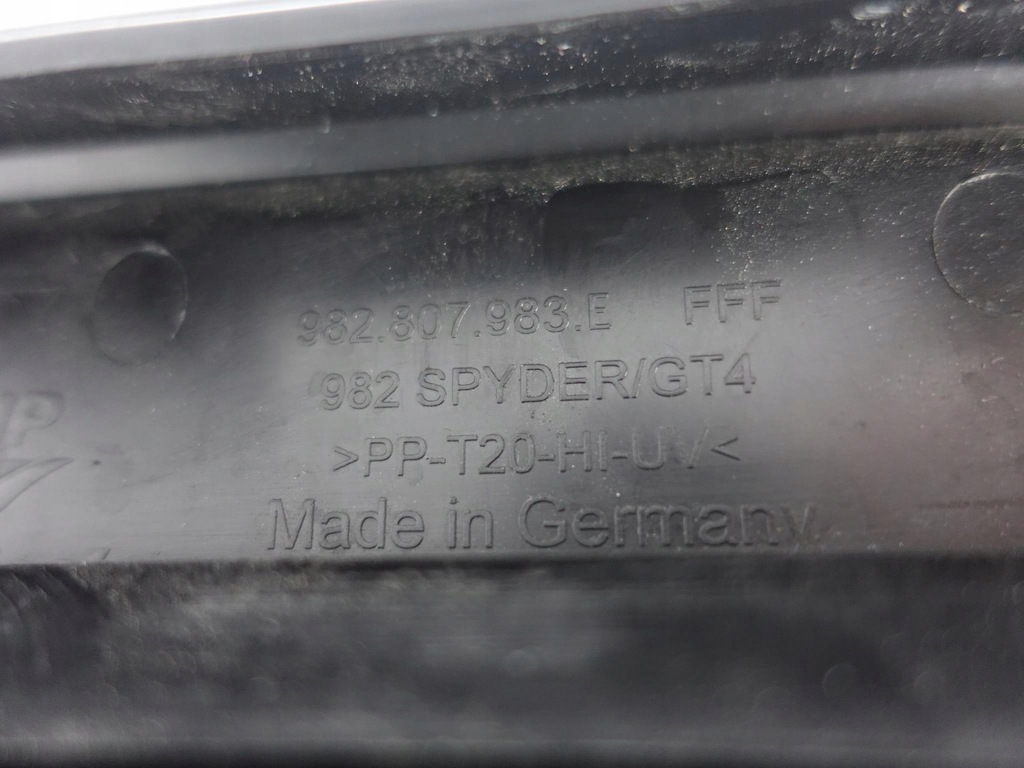 982.807.983.E FFF
982 SPYDER/GT4
>PP-T20-HI-UV<
Made in Germany